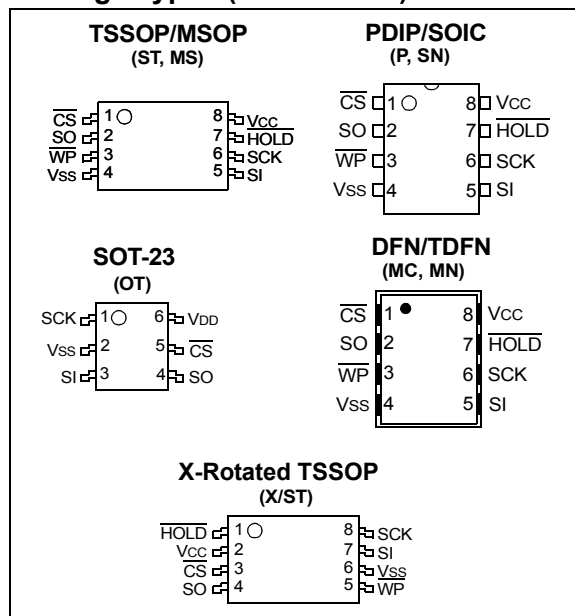 TSSOP/MSOP
(ST, MS)
CS 1 8 VCC
SO 2 7 HOLD
WP 3 6 SCK
VSS 4 5 SI
PDIP/SOIC
(P, SN)
CS 1 8 VCC
SO 2 7 HOLD
WP 3 6 SCK
VSS 4 5 SI
SOT-23
(OT)
SCK 1 6 VDD
VSS 2 5 CS
SI 3 4 SO
DFN/TDFN
(MC, MN)
CS 1 8 VCC
SO 2 7 HOLD
WP 3 6 SCK
VSS 4 5 SI
X-Rotated TSSOP
(X/ST)
HOLD 1 8 SCK
VCC 2 7 SI
CS 3 6 VSS
SO 4 5 WP